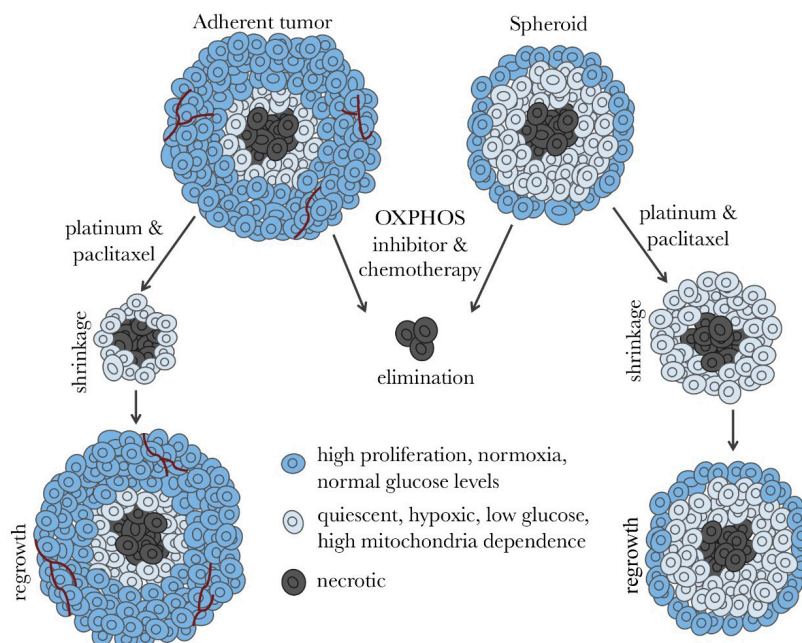 Adherent tumor
Spheroid
platinum &
paclitaxel
OXPHOS
inhibitor &
chemotherapy
platinum &
paclitaxel
shrinkage
elimination
shrinkage
high proliferation, normoxia,
normal glucose levels
quiescent, hypoxic, low glucose,
high mitochondria dependence
necrotic
regrowth
regrowth